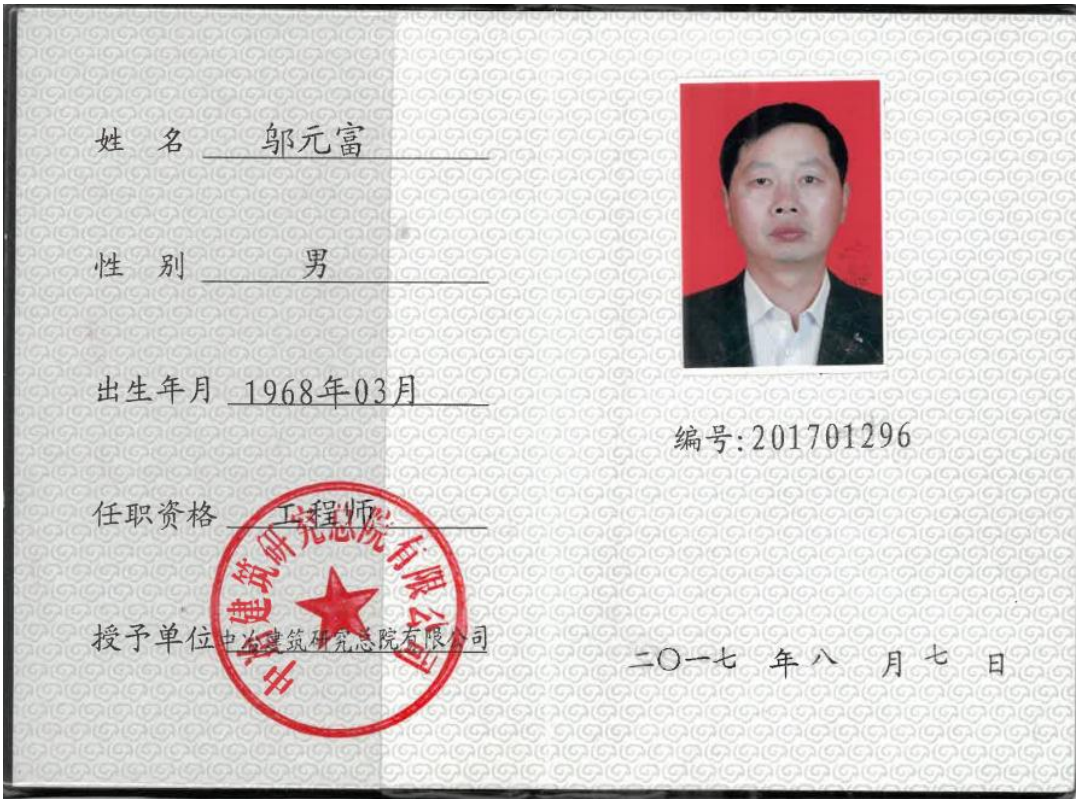 姓 名 邬元富
性 别 男
出生年月 1968年03月
任职资格 工程师
授予单位 中冶建筑研究总院有限公司
中冶建筑研究总院有限公司
编号:201701296
二〇一七 年 八 月 七 日